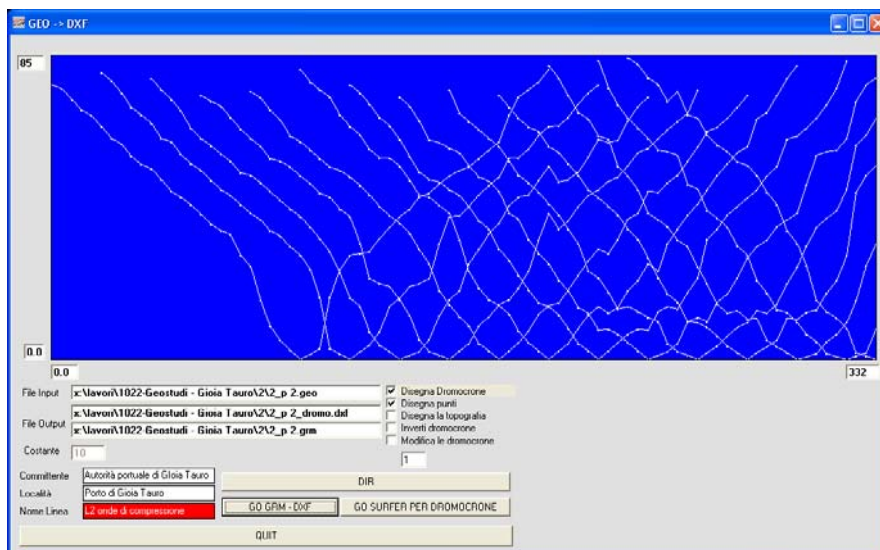 GEO -> DXF
85
0.0
0.0
332
File Input
x:\lavori\1022-Geostudi - Gioia Tauro\2\2_p 2.geo
File Output
x:\lavori\1022-Geostudi - Gioia Tauro\2\2_p 2_dromo.dxf
x:\lavori\1022-Geostudi - Gioia Tauro\2\2_p 2.grm
Costante
10
Disegna Dromocrone
Disegna punti
Disegna la topografia
Inverti dromocrone
Modifica le dromocrone
1
Committente
Autorità portuale di GIoia Tauro
Località
Porto di Gioia Tauro
Nome Linea
L2 onde di compressione
DIR
GO GRM - DXF
GO SURFER PER DROMOCRONE
QUIT